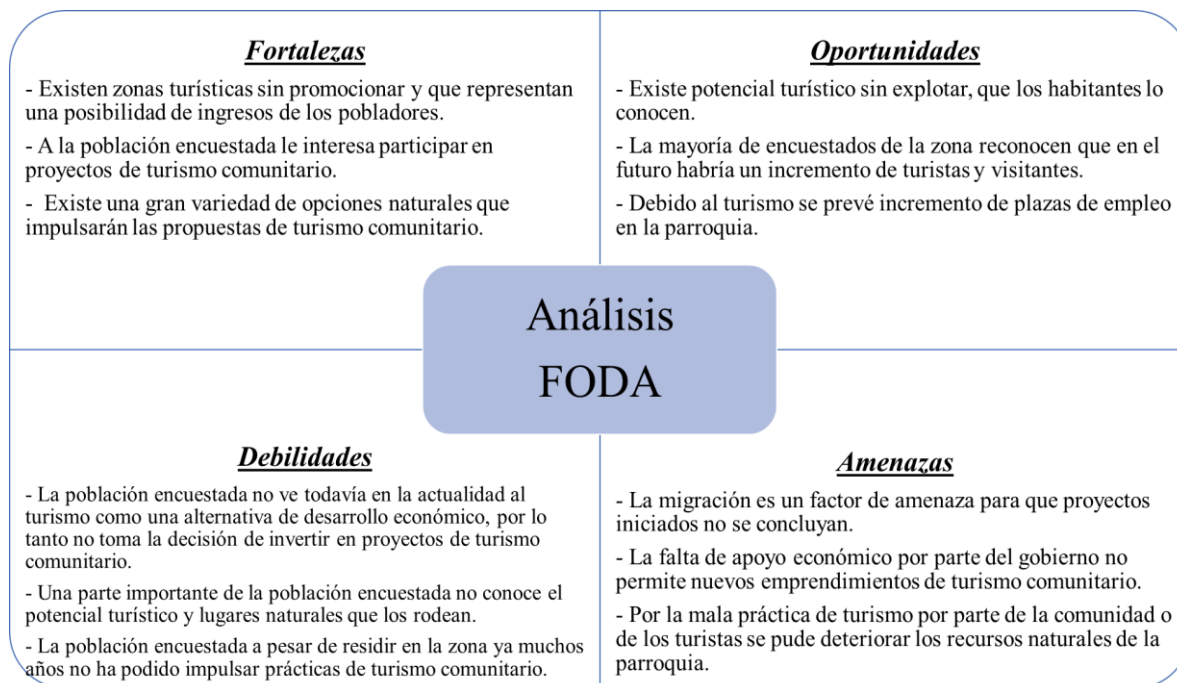 Fortalezas
- Existen zonas turísticas sin promocionar y que representan
una posibilidad de ingresos de los pobladores.
- A la población encuestada le interesa participar en
proyectos de turismo comunitario.
- Existe una gran variedad de opciones naturales que
impulsarán las propuestas de turismo comunitario.
Oportunidades
- Existe potencial turístico sin explotar, que los habitantes lo
conocen.
- La mayoría de encuestados de la zona reconocen que en el
futuro habría un incremento de turistas y visitantes.
- Debido al turismo se prevé incremento de plazas de empleo
en la parroquia.
Análisis
FODA
Debilidades
- La población encuestada no ve todavía en la actualidad al
turismo como una alternativa de desarrollo económico, por lo
tanto no toma la decisión de invertir en proyectos de turismo
comunitario.
- Una parte importante de la población encuestada no conoce el
potencial turístico y lugares naturales que los rodean.
- La población encuestada a pesar de residir en la zona ya muchos
años no ha podido impulsar prácticas de turismo comunitario.
Amenazas
- La migración es un factor de amenaza para que proyectos
iniciados no se concluyan.
- La falta de apoyo económico por parte del gobierno no
permite nuevos emprendimientos de turismo comunitario.
- Por la mala práctica de turismo por parte de la comunidad o
de los turistas se pude deteriorar los recursos naturales de la
parroquia.